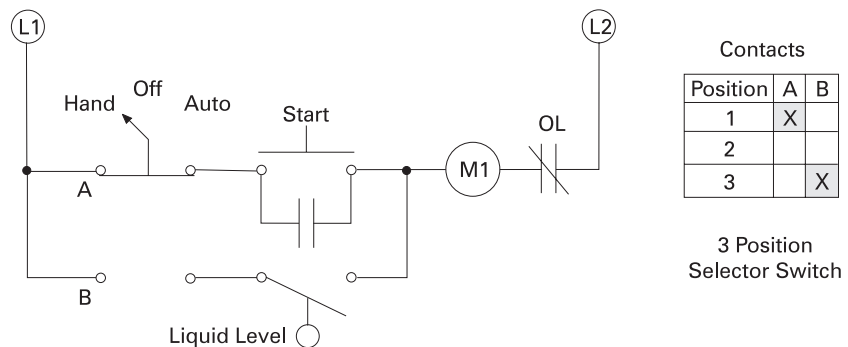 L1
L2
Hand
Off
Auto
Start
OL
A
M1
B
Liquid Level
Contacts
Position A B
1 X
2
3 X
3 Position
Selector Switch